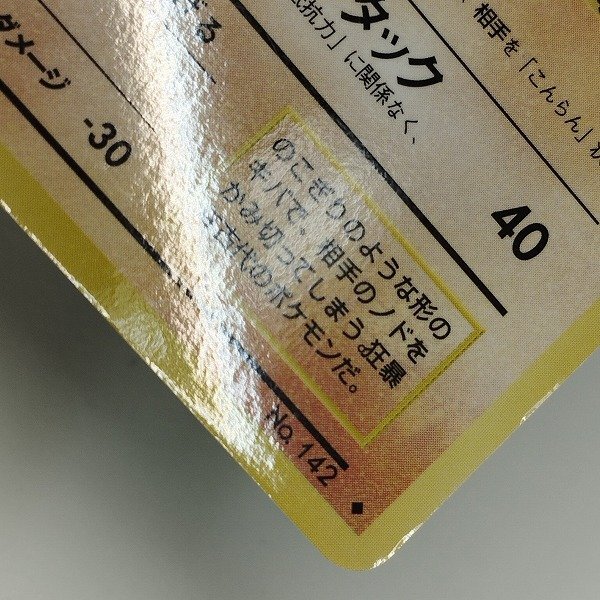 、相手を「こんらん」状
タック
抵抗力」に関係なく、
40
げる
ダメージ
-30
のこぎりのような形の
キバで、相手のノドを
かみ切ってしまう。狂暴
な古代のポケモンだ。
No. 142